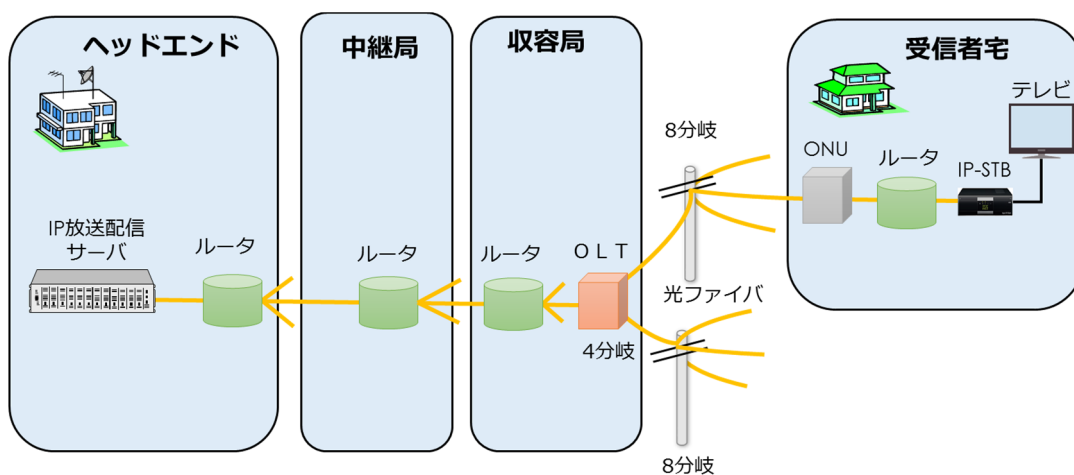 ヘッドエンド
IP放送配信
サーバ
ルータ
中継局
ルータ
収容局
ルータ
ＯＬＴ
4分岐
8分岐
光ファイバ
8分岐
受信者宅
ONU
ルータ
IP-STB
テレビ